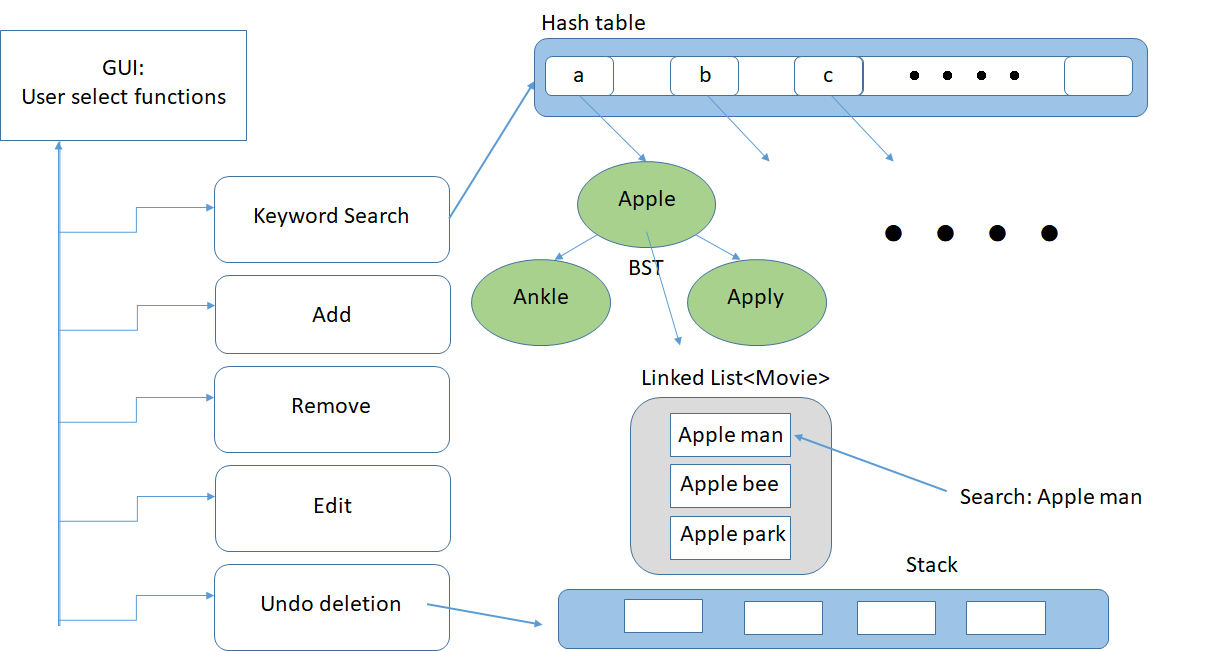 Hash table
GUI:
User select functions
a
b
c
Keyword Search
Apple
BST
Ankle
Apply
Add
Linked List<Movie>
Remove
Apple man
Apple bee
Search: Apple man
Edit
Apple park
Stack
Undo deletion